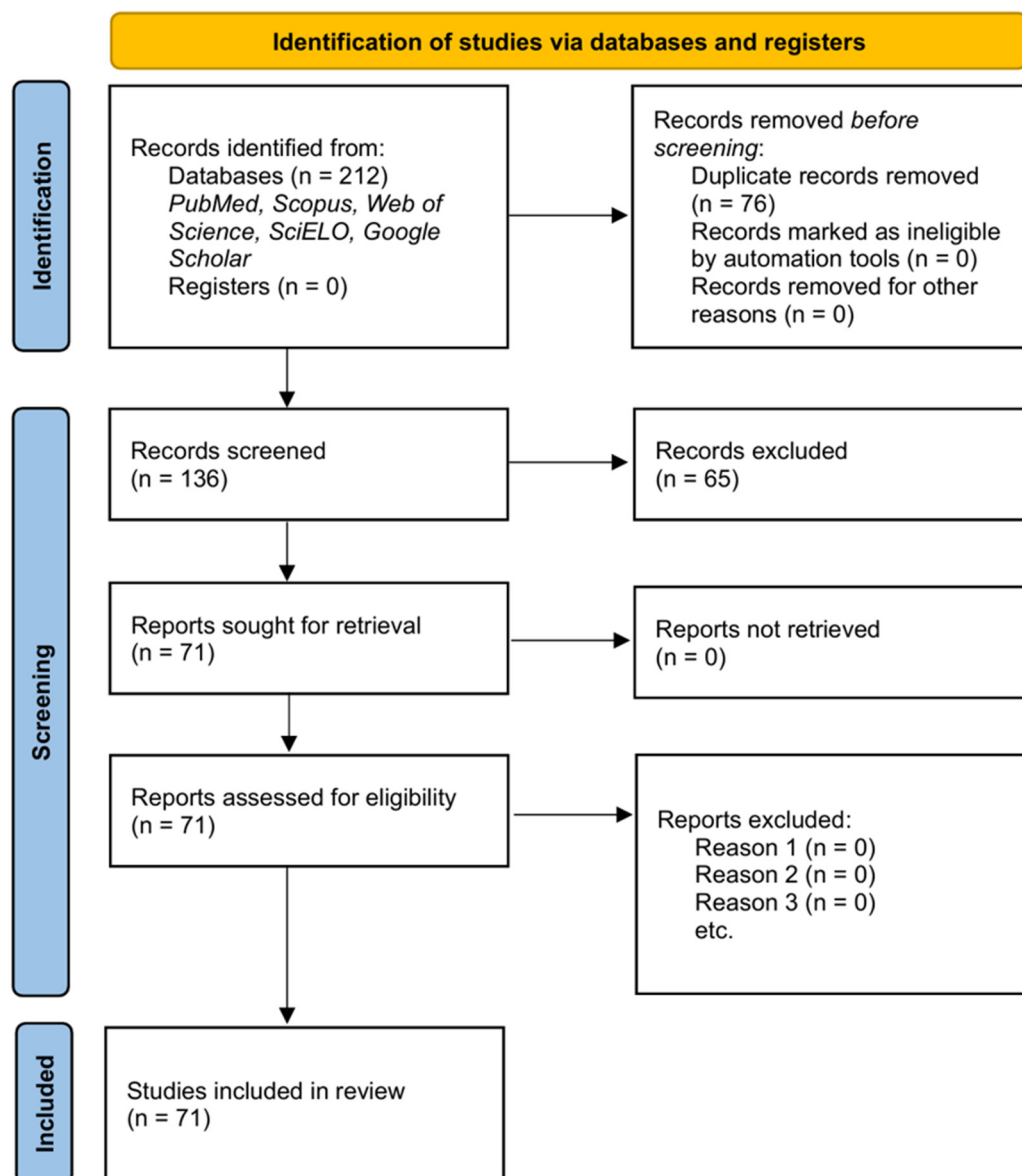 Identification of studies via databases and registers
Identification
Records identified from:
Databases (n = 212)
PubMed, Scopus, Web of
Science, SciELO, Google
Scholar
Registers (n = 0)
Records removed before
screening:
Duplicate records removed
(n = 76)
Records marked as ineligible
by automation tools (n = 0)
Records removed for other
reasons (n = 0)
Screening
Records screened
(n = 136)
Records excluded
(n = 65)
Reports sought for retrieval
(n = 71)
Reports not retrieved
(n = 0)
Reports assessed for eligibility
(n = 71)
Reports excluded:
Reason 1 (n = 0)
Reason 2 (n = 0)
Reason 3 (n = 0)
etc.
Included
Studies included in review
(n = 71)